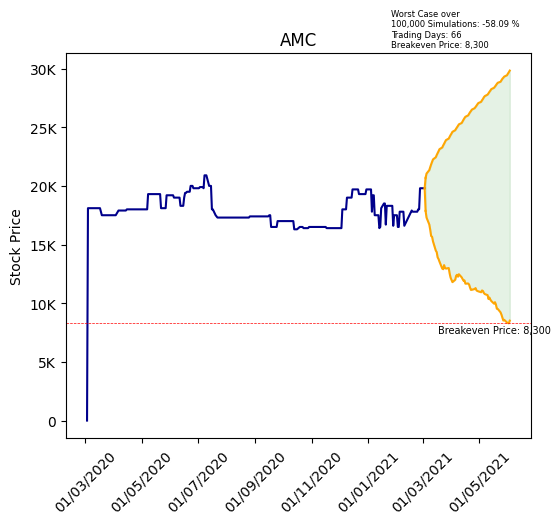 Worst Case over
100,000 Simulations: -58.09 %
Trading Days: 66
Breakeven Price: 8,300
AMC
30K
25K
20K
15K
10K
5K
0
Stock Price
Breakeven Price: 8,300
01/03/2020
01/05/2020
01/07/2020
01/09/2020
01/11/2020
01/01/2021
01/03/2021
01/05/2021